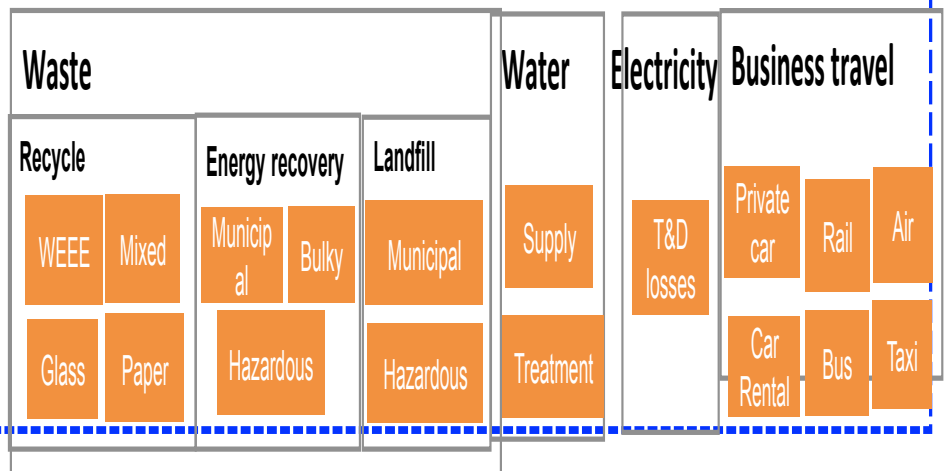 Waste
Water
Electricity
Business travel
Recycle
Energy recovery
Landfill
WEEE
Mixed
Glass
Paper
Municip
al
Bulky
Hazardous
Municipal
Hazardous
Supply
Treatment
T&D
losses
Private
car
Rail
Air
Car
Rental
Bus
Taxi